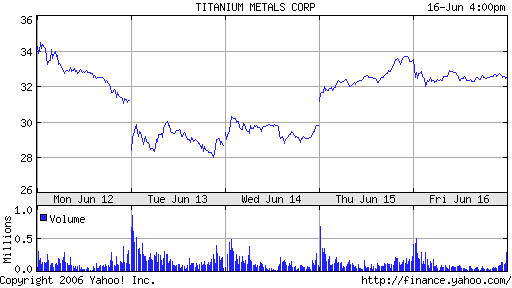 TITANIUM METALS CORP
16-Jun 4:00pm
36
34
32
30
28
26
Mon Jun 12
Tue Jun 13
Wed Jun 14
Thu Jun 15
Fri Jun 16
1.0
0.5
0.0
Millions
Volume
Copyright 2006 Yahoo! Inc.
http://finance.yahoo.com/